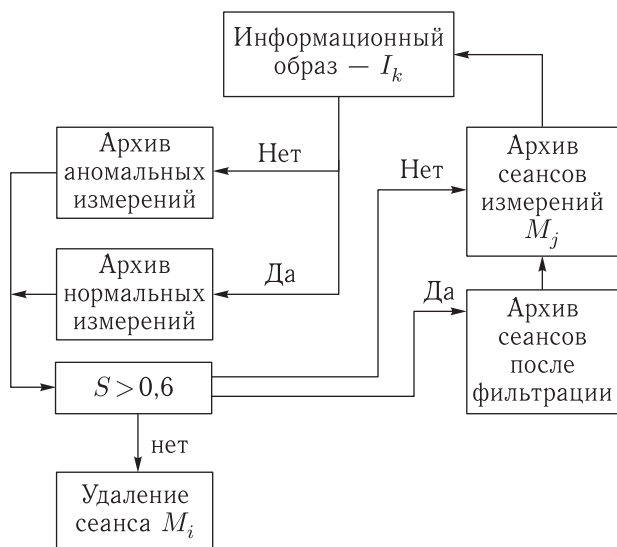 Информационный
образ — I_k
Архив
аномальных
измерений
Нет
Нет
Архив
сеансов
измерений
M_j
Архив
нормальных
измерений
Да
Да
Архив
сеансов
после
фильтрации
S > 0,6
нет
Удаление
сеанса M_i